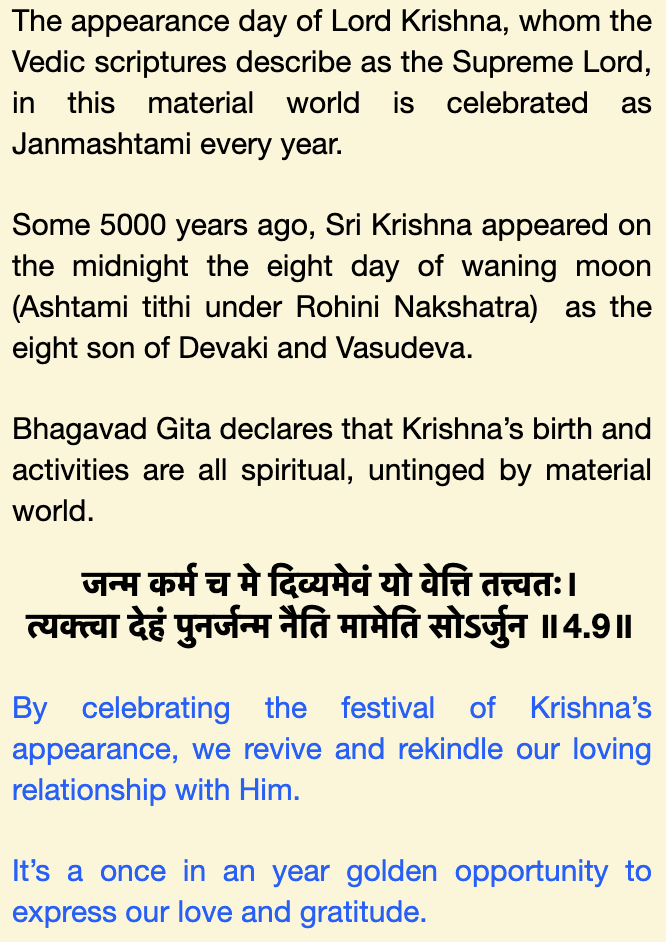 The appearance day of Lord Krishna, whom the
Vedic scriptures describe as the Supreme Lord,
in this material world is celebrated as
Janmashtami every year.
Some 5000 years ago, Sri Krishna appeared on
the midnight the eight day of waning moon
(Ashtami tithi under Rohini Nakshatra) as the
eight son of Devaki and Vasudeva.
Bhagavad Gita declares that Krishna’s birth and
activities are all spiritual, untinged by material
world.
जन्म कर्म च मे दिव्यमेवं यो वेत्ति तत्त्वतः।
त्यक्त्वा देहं पुनर्जन्म नैति मामेति सोऽर्जुन ॥4.9॥
By celebrating the festival of Krishna’s
appearance, we revive and rekindle our loving
relationship with Him.
It’s a once in an year golden opportunity to
express our love and gratitude.